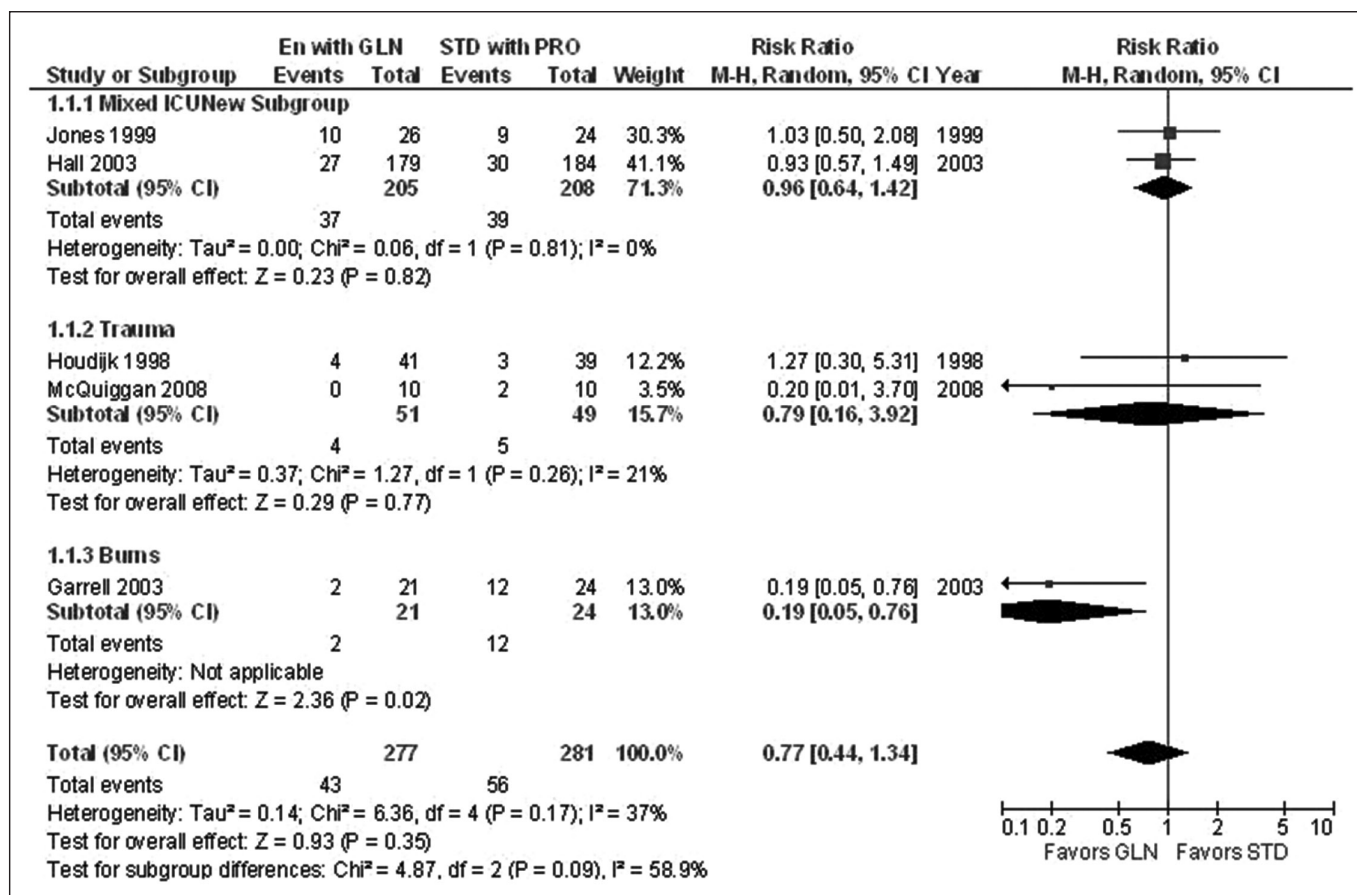 En with GLN STD with PRO Risk Ratio Risk Ratio
Study or Subgroup Events Total Events Total Weight M-H, Random, 95% CI Year M-H, Random, 95% CI
1.1.1 Mixed ICUNew Subgroup
Jones 1999 10 26 9 24 30.3% 1.03 [0.50, 2.08] 1999
Hall 2003 27 179 30 184 41.1% 0.93 [0.57, 1.49] 2003
Subtotal (95% CI) 205 208 71.3% 0.96 [0.64, 1.42]
Total events 37 39
Heterogeneity: Tau² = 0.00; Chi² = 0.06, df = 1 (P = 0.81); I² = 0%
Test for overall effect: Z = 0.23 (P = 0.82)
1.1.2 Trauma
Houdijk 1998 4 41 3 39 12.2% 1.27 [0.30, 5.31] 1998
McQuiggan 2008 0 10 2 10 3.5% 0.20 [0.01, 3.70] 2008
Subtotal (95% CI) 51 49 15.7% 0.79 [0.16, 3.92]
Total events 4 5
Heterogeneity: Tau² = 0.37; Chi² = 1.27, df = 1 (P = 0.26); I² = 21%
Test for overall effect: Z = 0.29 (P = 0.77)
1.1.3 Burns
Garrell 2003 2 21 12 24 13.0% 0.19 [0.05, 0.76] 2003
Subtotal (95% CI) 21 24 13.0% 0.19 [0.05, 0.76]
Total events 2 12
Heterogeneity: Not applicable
Test for overall effect: Z = 2.36 (P = 0.02)
Total (95% CI) 277 281 100.0% 0.77 [0.44, 1.34]
Total events 43 56
Heterogeneity: Tau² = 0.14; Chi² = 6.36, df = 4 (P = 0.17); I² = 37%
Test for overall effect: Z = 0.93 (P = 0.35)
Test for subgroup differences: Chi² = 4.87, df = 2 (P = 0.09), I² = 58.9%
0.1 0.2 0.5 1 2 5 10
Favors GLN Favors STD